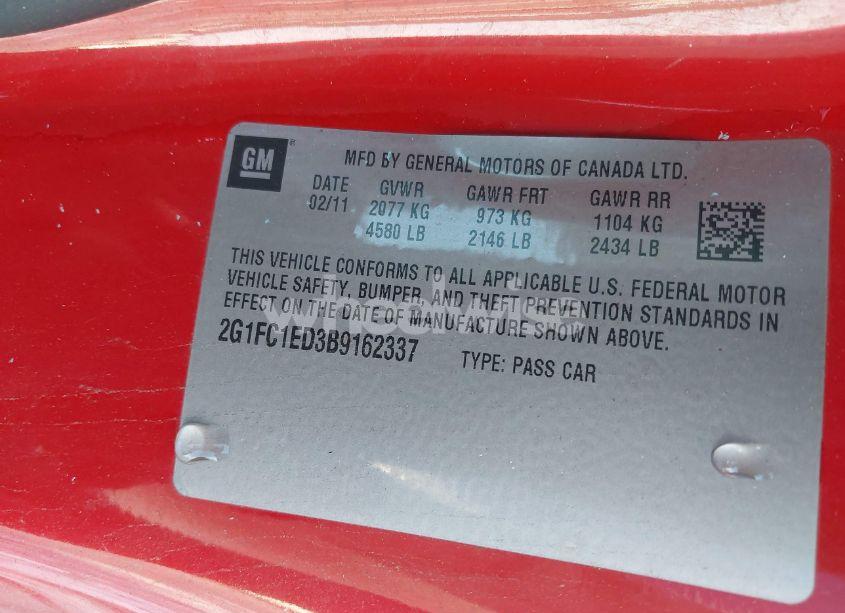 GM ®
MFD BY GENERAL MOTORS OF CANADA LTD.
DATE GVWR GAWR FRT GAWR RR
02/11 2077 KG 973 KG 1104 KG
4580 LB 2146 LB 2434 LB
THIS VEHICLE CONFORMS TO ALL APPLICABLE U.S. FEDERAL MOTOR
VEHICLE SAFETY, BUMPER, AND THEFT PREVENTION STANDARDS IN
EFFECT ON THE DATE OF MANUFACTURE SHOWN ABOVE.
2G1FC1ED3B9162337 TYPE: PASS CAR